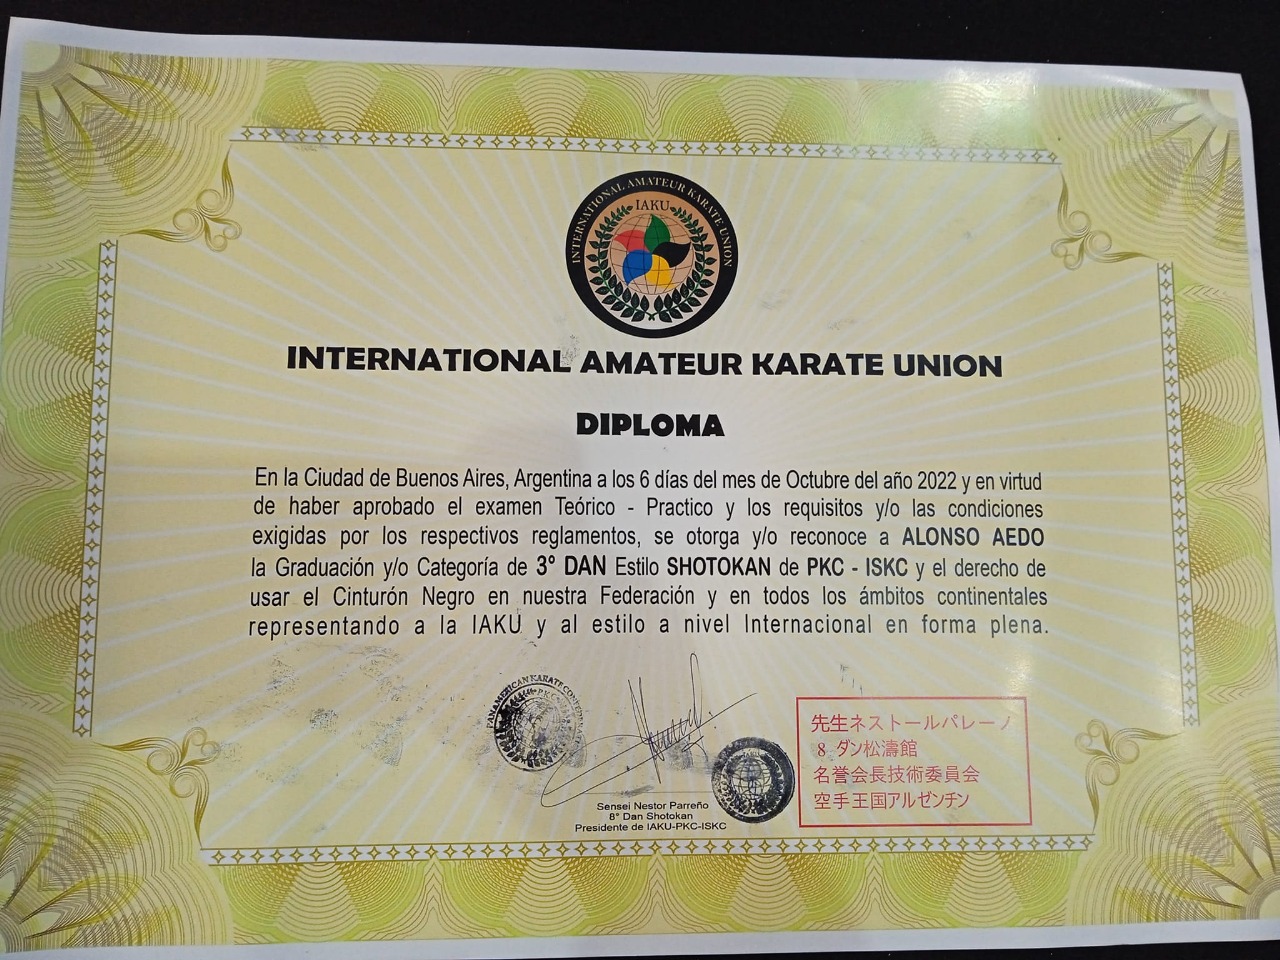 INTERNATIONAL AMATEUR KARATE UNION
IAKU
INTERNATIONAL AMATEUR KARATE UNION
DIPLOMA
En la Ciudad de Buenos Aires, Argentina a los 6 días del mes de Octubre del año 2022 y en virtud
de haber aprobado el examen Teórico - Practico y los requisitos y/o las condiciones
exigidas por los respectivos reglamentos, se otorga y/o reconoce a ALONSO AEDO
la Graduación y/o Categoría de 3° DAN Estilo SHOTOKAN de PKC - ISKC y el derecho de
usar el Cinturón Negro en nuestra Federación y en todos los ámbitos continentales
representando a la IAKU y al estilo a nivel Internacional en forma plena.
PANAMERICAN KARATE
PKC
Sensei Nestor Parreño
8° Dan Shotokan
Presidente de IAKU-PKC-ISKC
IAKU
先生ネストールパレーノ
8 ダン松濤館
名誉会長技術委員会
空手王国アルゼンチン